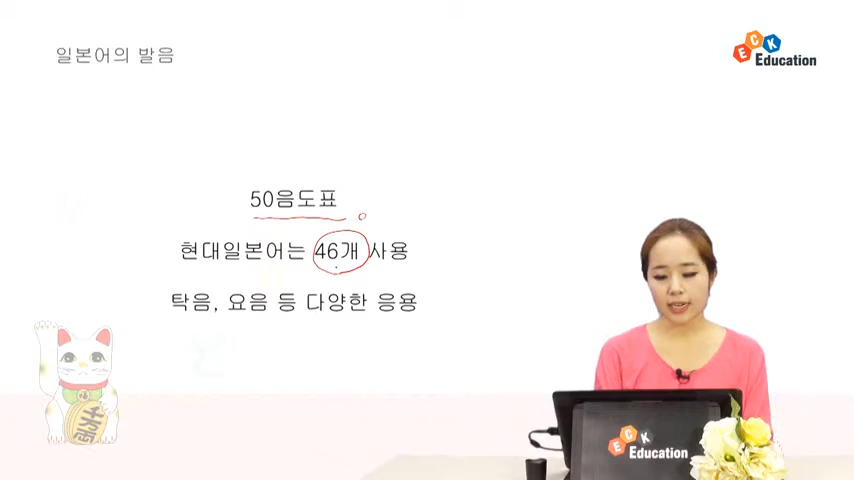 일본어의 발음
ECK
Education
50음도표
현대일본어는 46개 사용
탁음, 요음 등 다양한 응용
ECK
Education